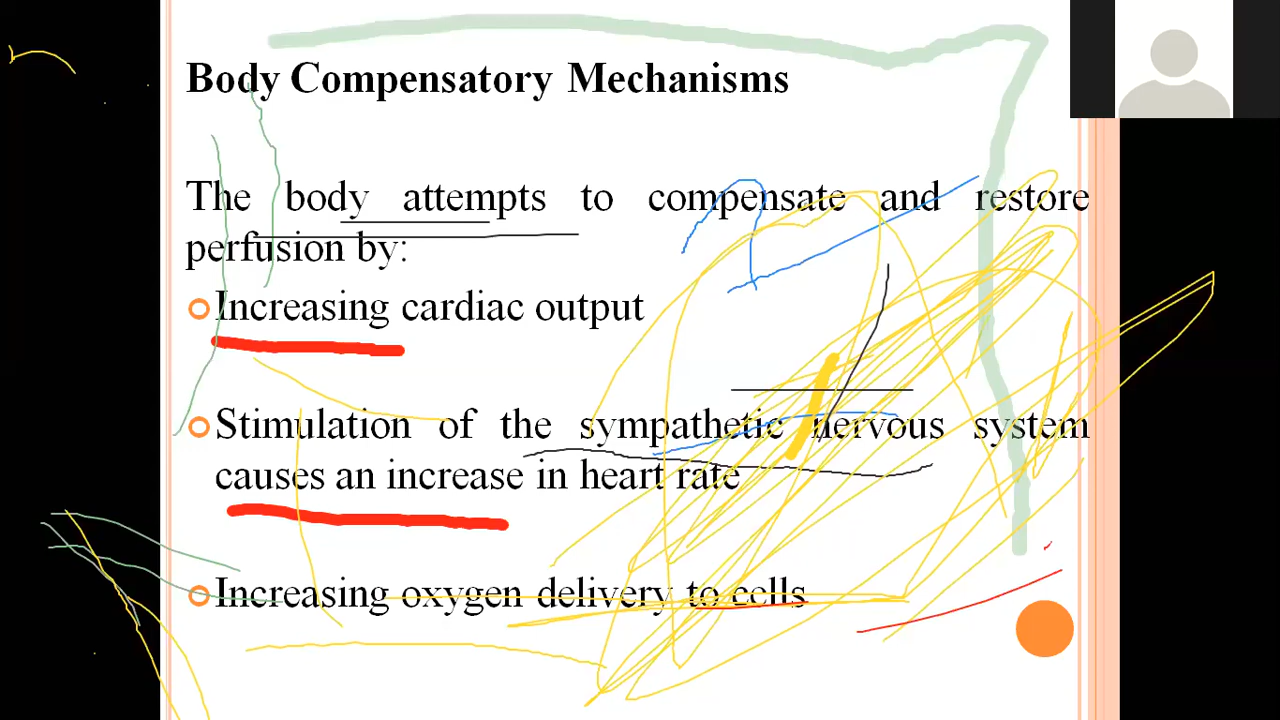 Body Compensatory Mechanisms
The body attempts to compensate and restore
perfusion by:
Increasing cardiac output
Stimulation of the sympathetic nervous system
causes an increase in heart rate
Increasing oxygen delivery to cells